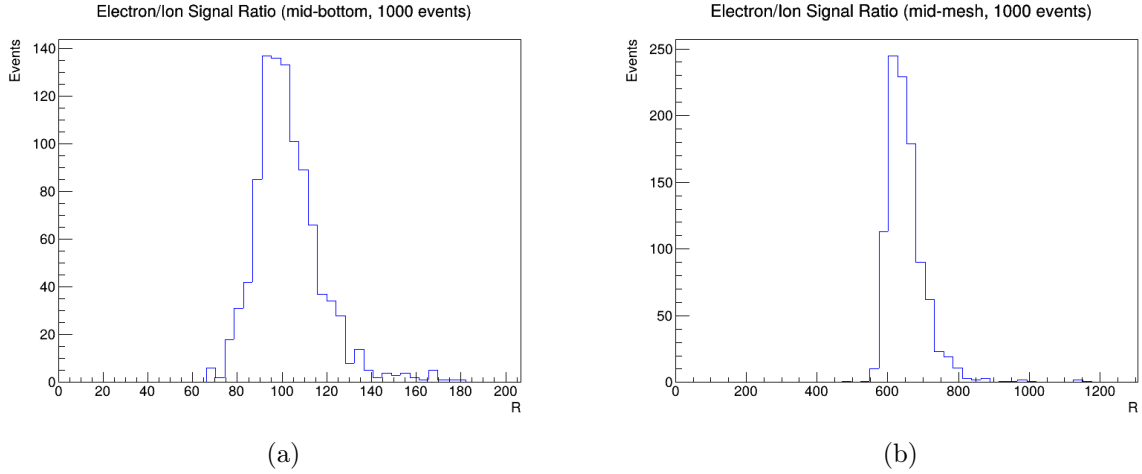 Electron/Ion Signal Ratio (mid-bottom, 1000 events)
Events
140
120
100
80
60
40
20
0
0 20 40 60 80 100 120 140 160 180 200
R
(a)
Electron/Ion Signal Ratio (mid-mesh, 1000 events)
Events
250
200
150
100
50
0
0 200 400 600 800 1000 1200
R
(b)